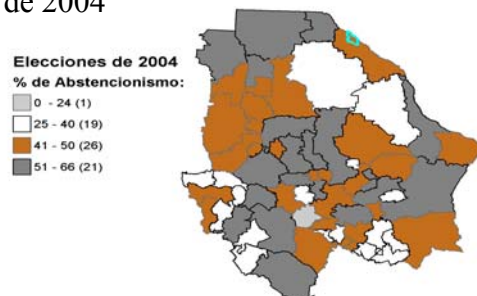 de 2004
Elecciones de 2004
% de Abstencionismo:
0 - 24 (1)
25 - 40 (19)
41 - 50 (26)
51 - 66 (21)